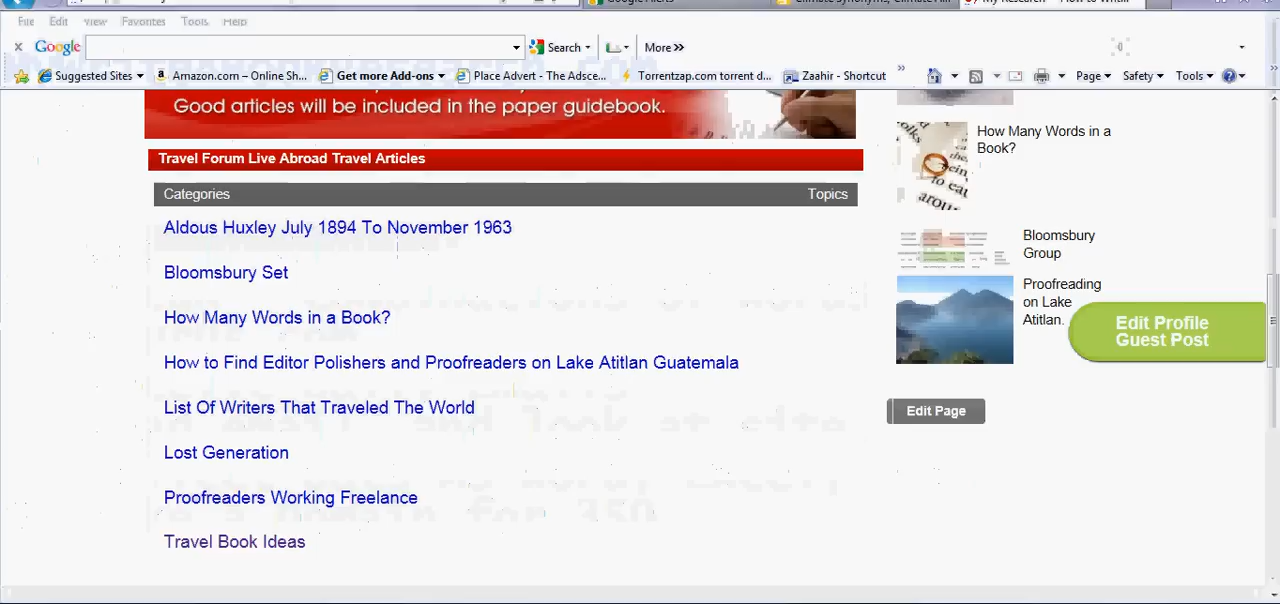 Google Alerts
File Edit View Favorites Tools Help
Google Search More »
Suggested Sites Amazon.com – Online Sh... Get more Add-ons Place Advert - The Adsce... Torrentzap.com torrent d... Zaahir - Shortcut » Page Safety Tools
Good articles will be included in the paper guidebook.
Travel Forum Live Abroad Travel Articles
Categories Topics
Aldous Huxley July 1894 To November 1963
Bloomsbury Set
How Many Words in a Book?
How to Find Editor Polishers and Proofreaders on Lake Atitlan Guatemala
List Of Writers That Traveled The World
Lost Generation
Proofreaders Working Freelance
Travel Book Ideas
How Many Words in a
Book?
Bloomsbury
Group
Proofreading
on Lake
Atitlan.
Edit Profile
Guest Post
Edit Page